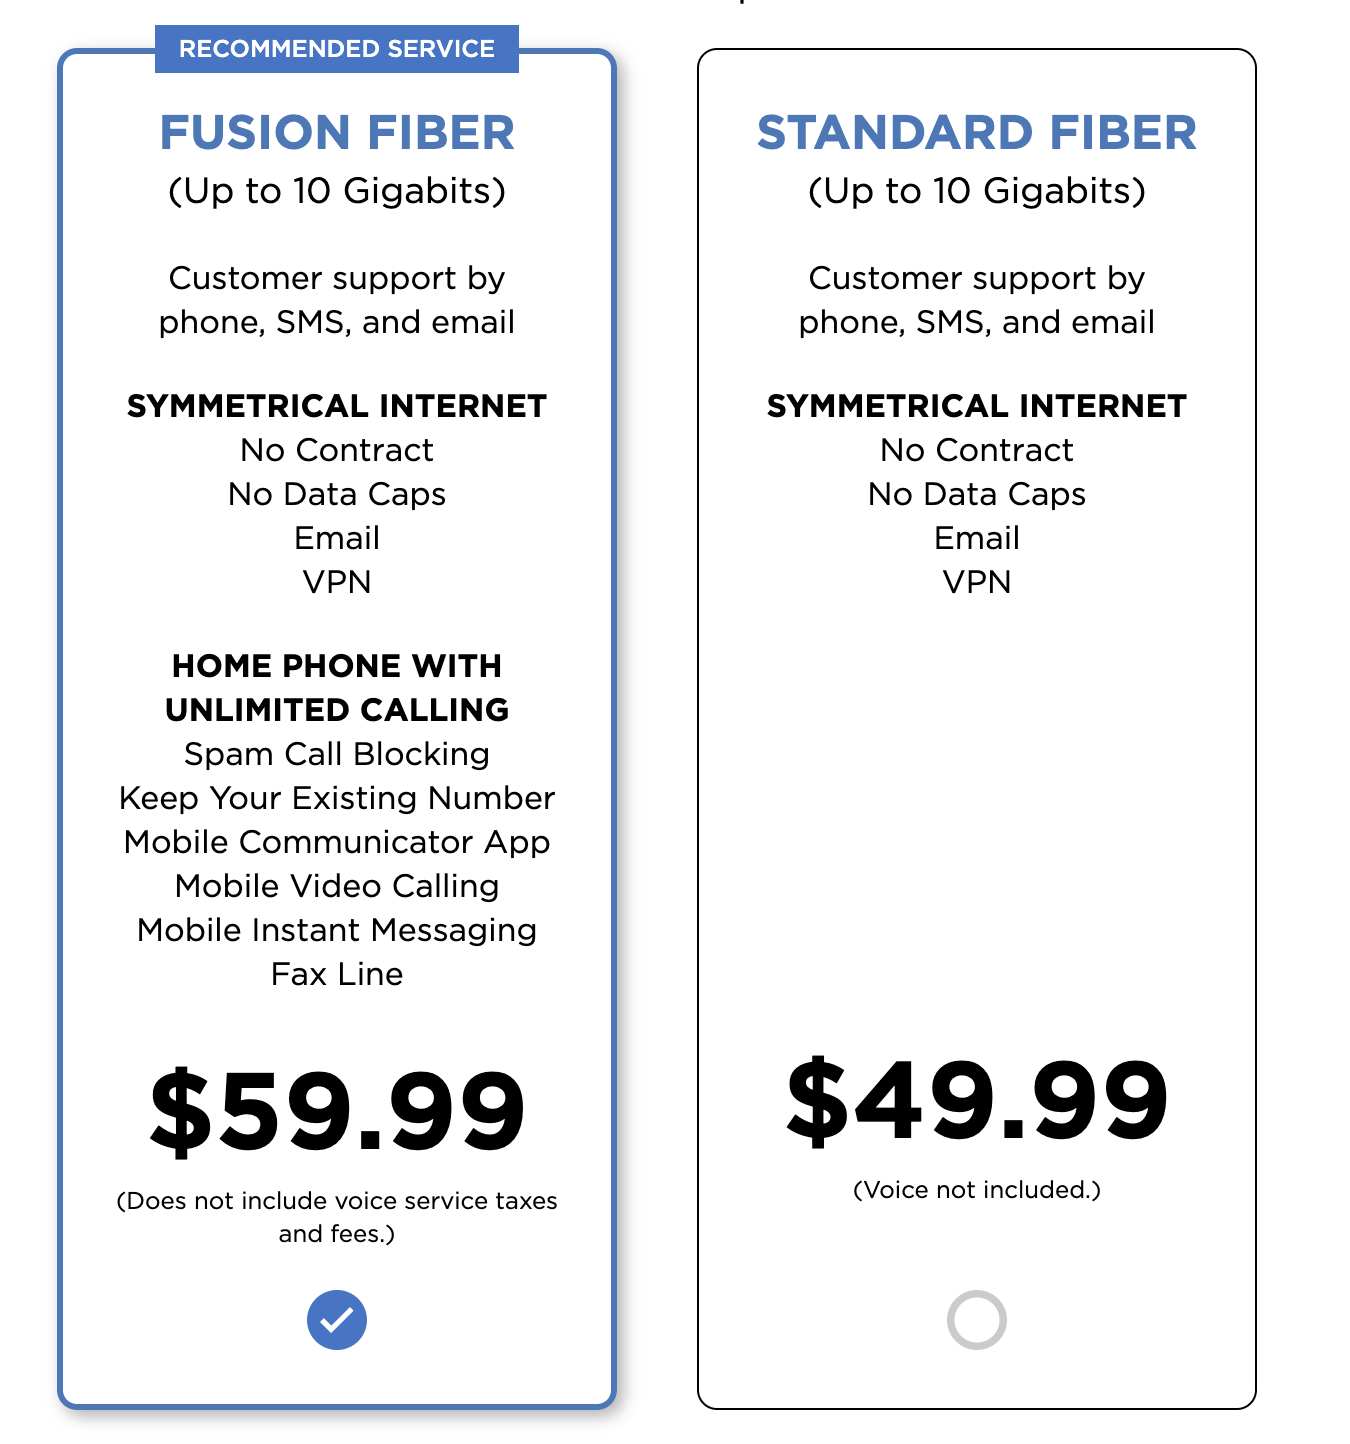 RECOMMENDED SERVICE
FUSION FIBER
(Up to 10 Gigabits)
Customer support by
phone, SMS, and email
SYMMETRICAL INTERNET
No Contract
No Data Caps
Email
VPN
HOME PHONE WITH
UNLIMITED CALLING
Spam Call Blocking
Keep Your Existing Number
Mobile Communicator App
Mobile Video Calling
Mobile Instant Messaging
Fax Line
$59.99
(Does not include voice service taxes
and fees.)
STANDARD FIBER
(Up to 10 Gigabits)
Customer support by
phone, SMS, and email
SYMMETRICAL INTERNET
No Contract
No Data Caps
Email
VPN
$49.99
(Voice not included.)